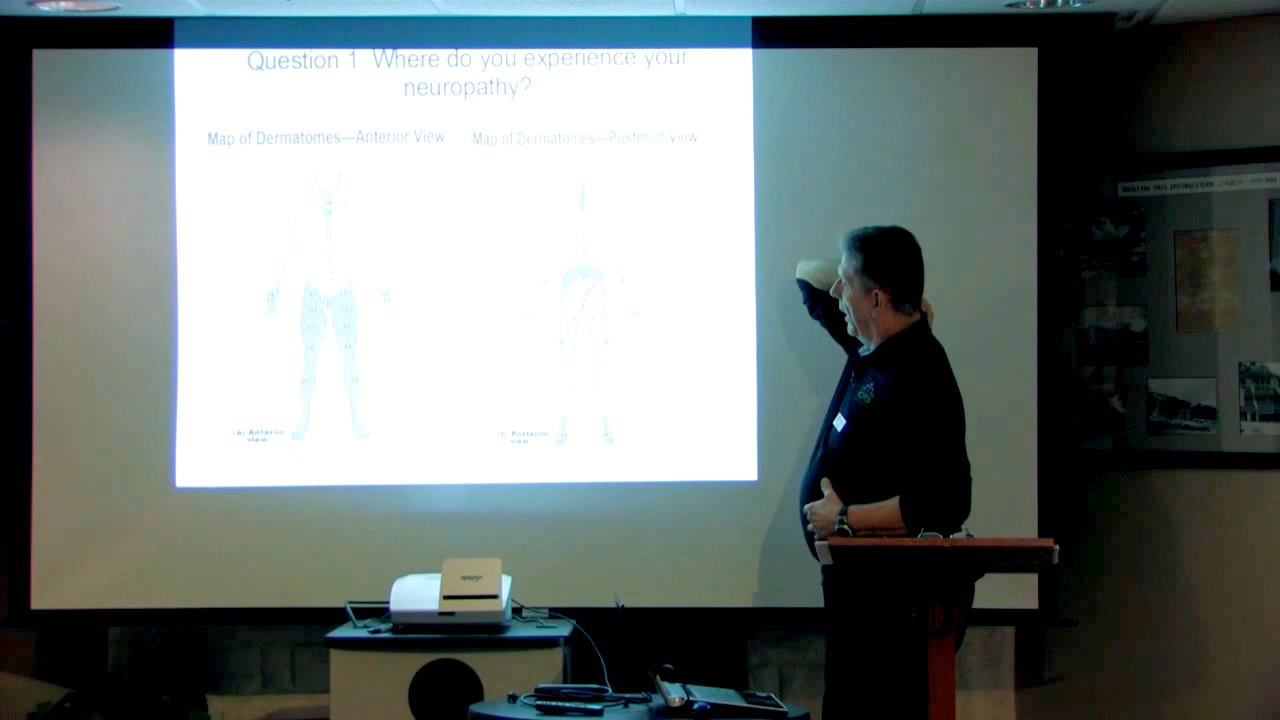 Question 1. Where do you experience your
neuropathy?
Map of Dermatomes—Anterior View
Map of Dermatomes—Posterior View
(a) Anterior
view
(b) Posterior
view